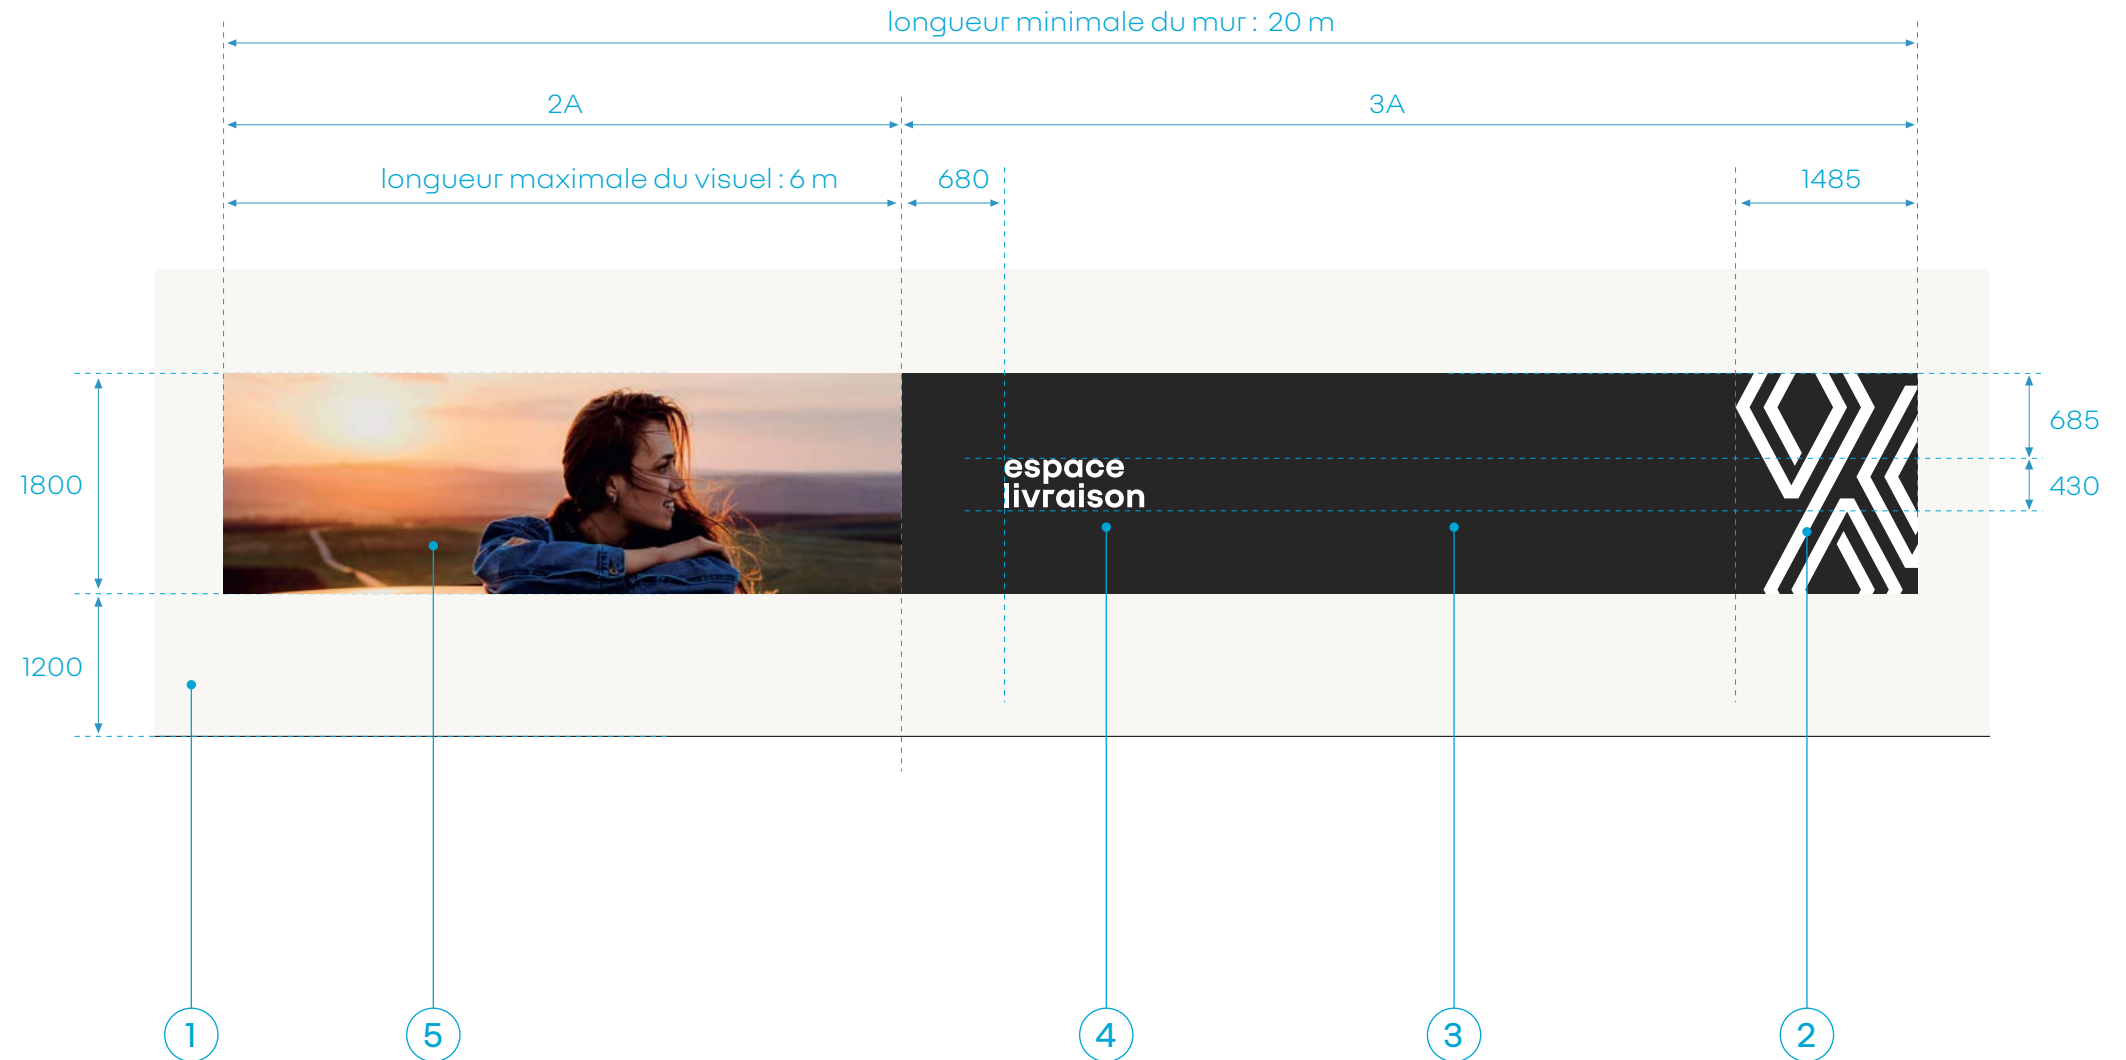 longueur minimale du mur : 20 m
2A
3A
longueur maximale du visuel : 6 m
680
1485
685
espace
livraison
1800
430
1200
1
5
4
3
2